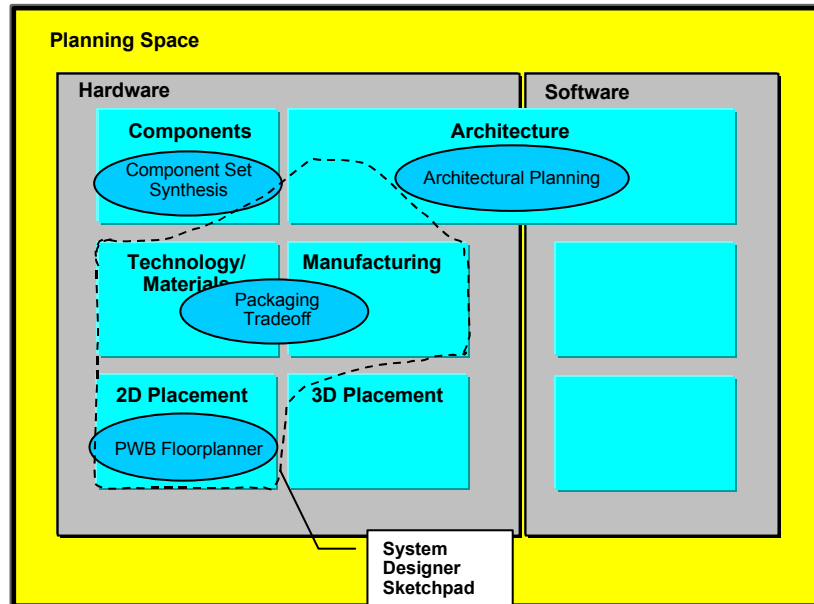 Planning Space
Hardware
Software
Components
Architecture
Component Set
Synthesis
Architectural Planning
Technology/
Materials
Manufacturing
Packaging
Tradeoff
2D Placement
3D Placement
PWB Floorplanner
System
Designer
Sketchpad